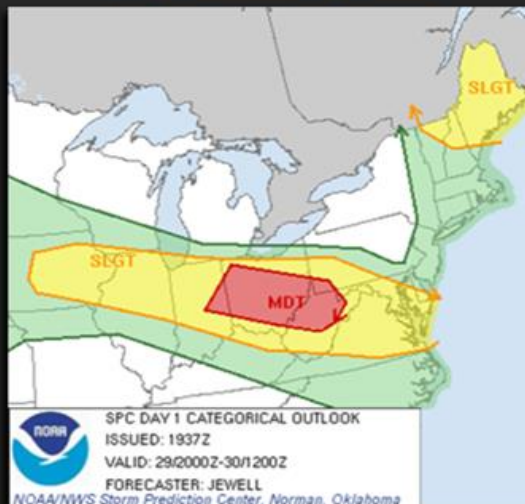 SLGT
SLGT
MDT
NOAA
SPC DAY 1 CATEGORICAL OUTLOOK
ISSUED: 1937Z
VALID: 29/2000Z-30/1200Z
FORECASTER: JEWELL
NOAA/NWS Storm Prediction Center, Norman, Oklahoma